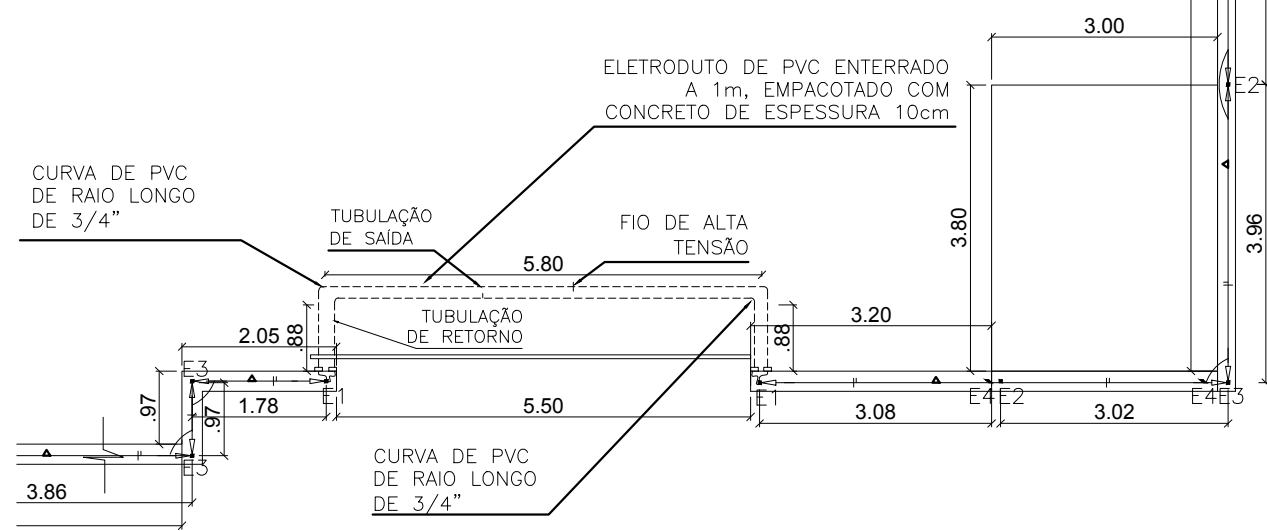 3.00
ELETRODUTO DE PVC ENTERRADO
A 1m, EMPACOTADO COM
CONCRETO DE ESPESSURA 10cm
E2
CURVA DE PVC
DE RAIO LONGO
DE 3/4"
TUBULAÇÃO
DE SAÍDA
FIO DE ALTA
TENSÃO
3.80
3.96
5.80
TUBULAÇÃO
DE RETORNO
2.05
.88
.88
3.20
E3
E1
E1
E4
E2
E4
E3
.97
.97
1.78
5.50
3.08
3.02
E3
CURVA DE PVC
DE RAIO LONGO
DE 3/4"
3.86